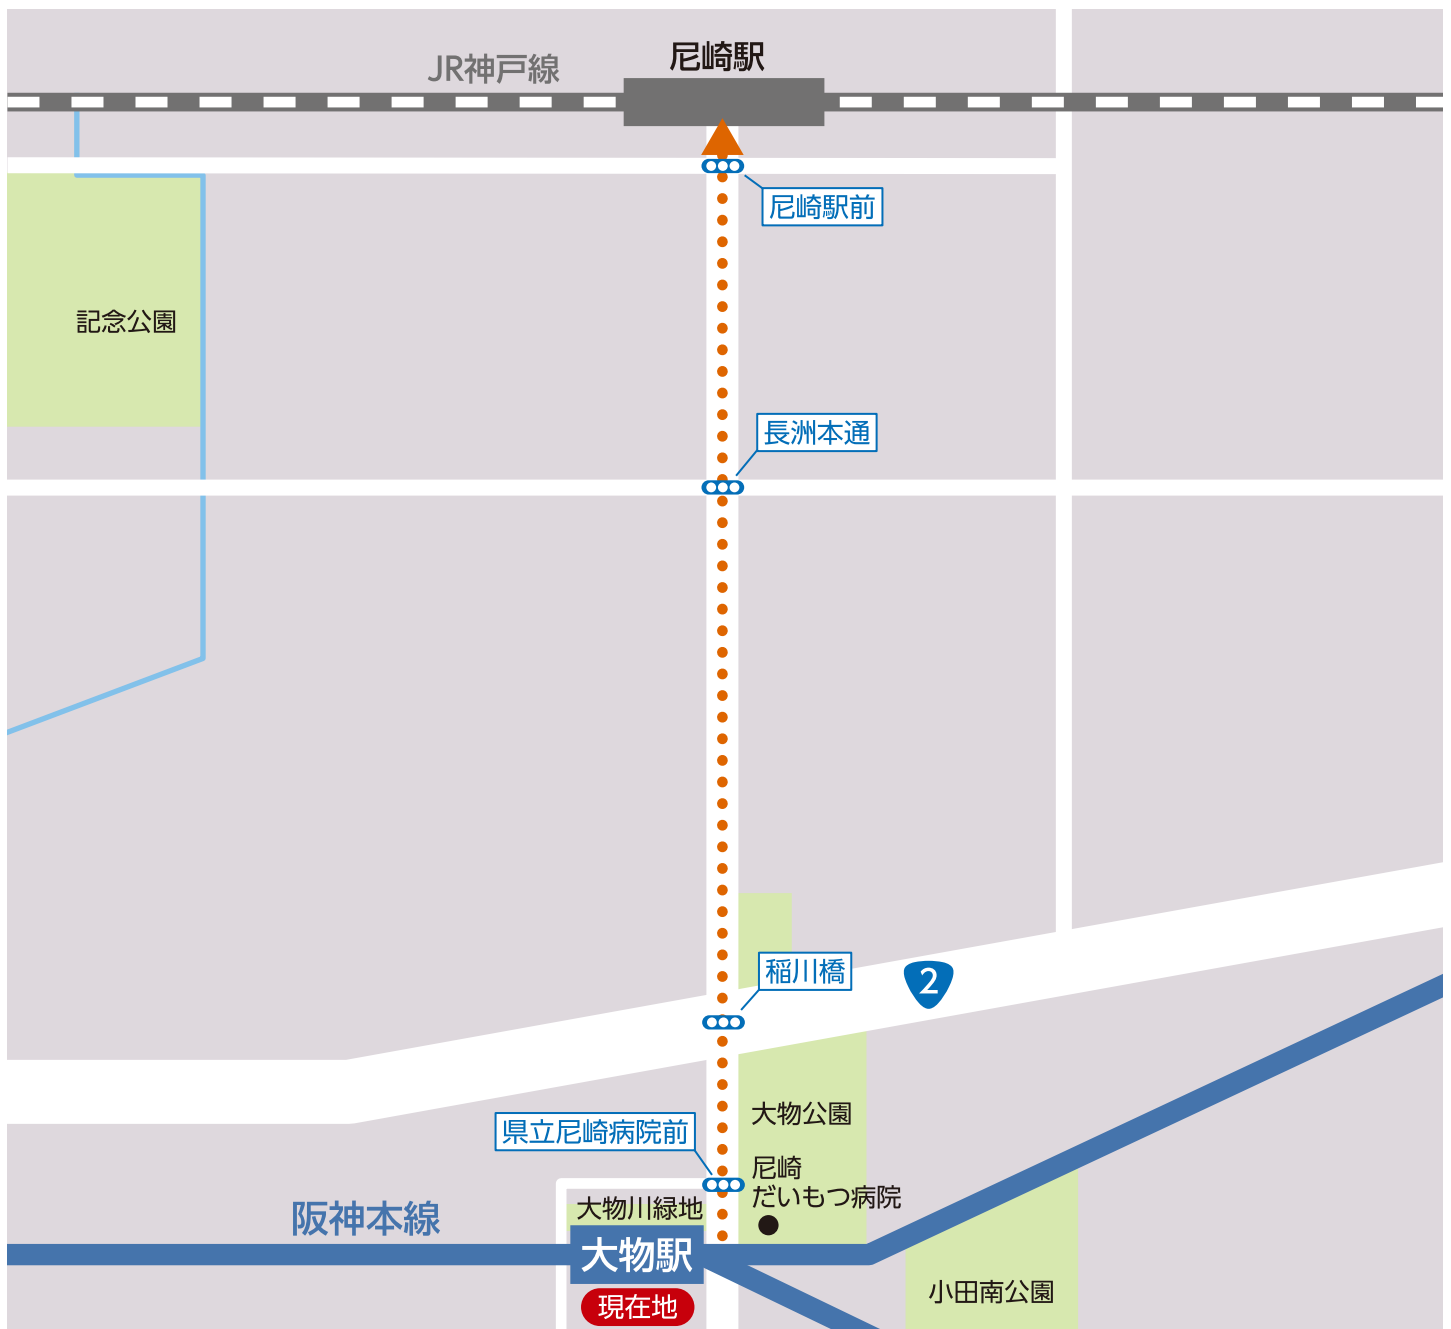 尼崎駅
JR神戸線
尼崎駅前
記念公園
長洲本通
稲川橋
2
大物公園
県立尼崎病院前
尼崎
だいもつ病院
大物川緑地
阪神本線
大物駅
小田南公園
現在地